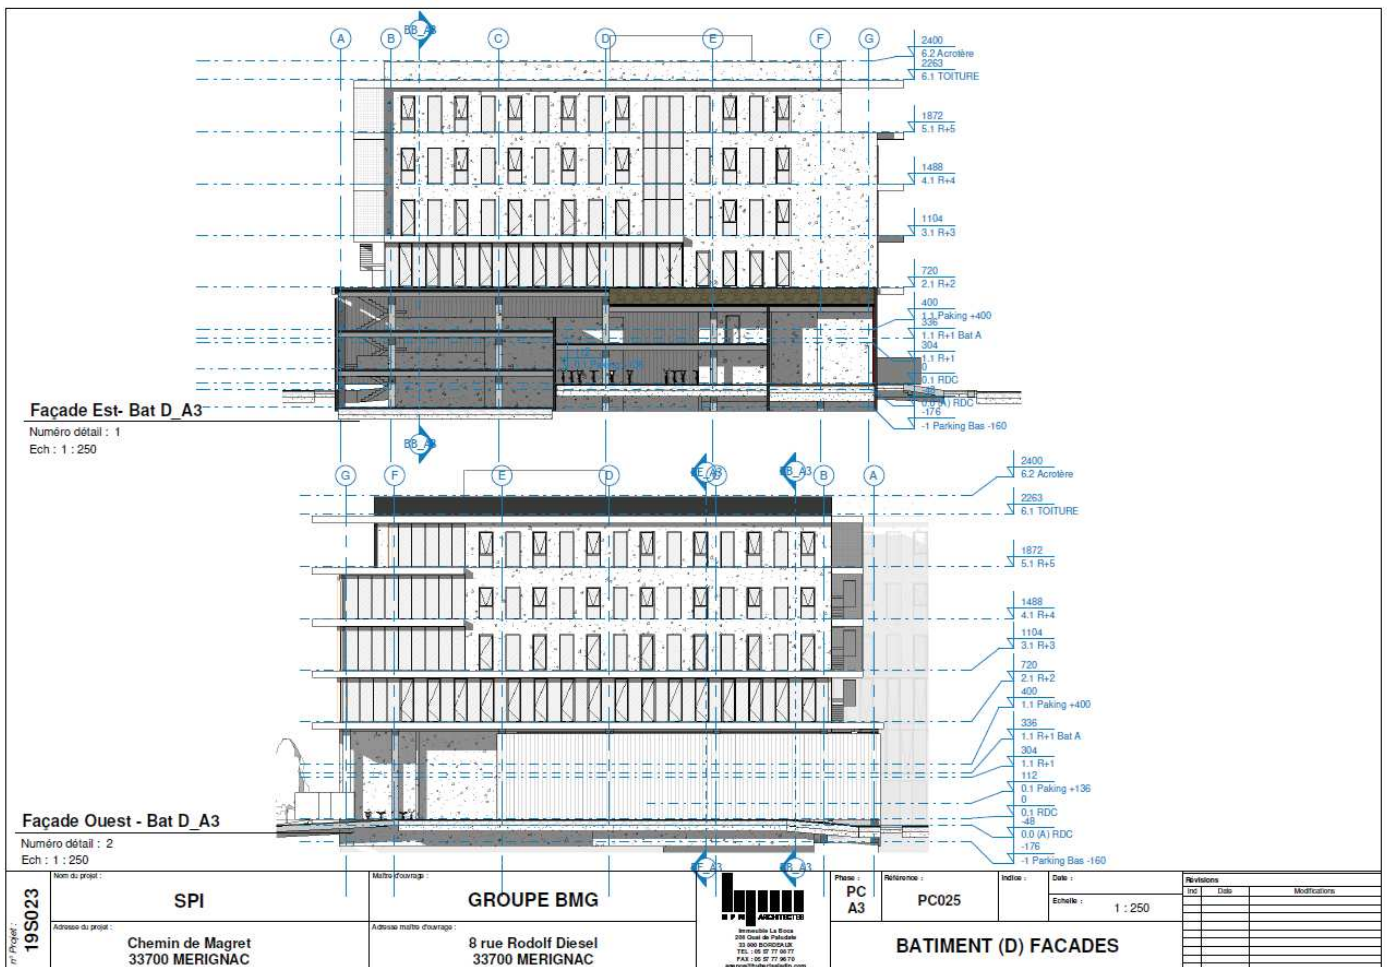 BB_A3
A B C D E F G
2400
6.2 Acrotère
2263
6.1 TOITURE
1872
5.1 R+5
1488
4.1 R+4
1104
3.1 R+3
720
2.1 R+2
400
1.1 Paking +400
336
1.1 R+1 Bat A
304
1.1 R+1
0
0.1 RDC
-48
0.0 (A) RDC
-176
-1 Parking Bas -160
Façade Est- Bat D_A3
Numéro détail : 1
Ech : 1 : 250
BB_A3
G F E D B A
BB_A3
2400
6.2 Acrotère
2263
6.1 TOITURE
1872
5.1 R+5
1488
4.1 R+4
1104
3.1 R+3
720
2.1 R+2
400
1.1 Paking +400
336
1.1 R+1 Bat A
304
1.1 R+1
112
0.1 Paking +136
0
0.1 RDC
-48
0.0 (A) RDC
-176
-1 Parking Bas -160
Façade Ouest - Bat D_A3
Numéro détail : 2
Ech : 1 : 250
BB_A3
n° Projet :
19S023
Nom du projet :
SPI
Adresse du projet :
Chemin de Magret
33700 MERIGNAC
Maître d'ouvrage :
GROUPE BMG
Adresse maître d'ouvrage :
8 rue Rodolf Diesel
33700 MERIGNAC
ARCHITECTES
Immeuble La Boca
33 000 BORDEAUX
Phase :
PC
A3
Référence :
PC025
Indice :
Date :
Echelle :
1 : 250
BATIMENT (D) FACADES
Révisions
Ind Date Modifications